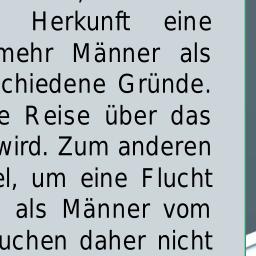 Herkunft eine
mehr Männer als
chiedene Gründe.
e Reise über das
wird. Zum anderen
el, um eine Flucht
als Männer vom
uchen daher nicht